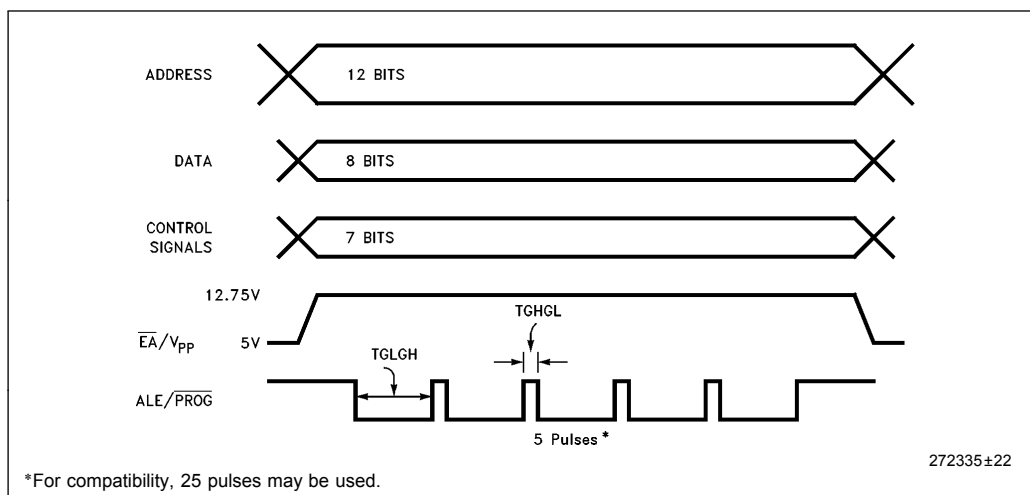 ADDRESS
12 BITS
DATA
8 BITS
CONTROL
SIGNALS
7 BITS
12.75V
TGHGL
EA/VPP
5V
TGLGH
ALE/PROG
5 Pulses*
272335±22
*For compatibility, 25 pulses may be used.